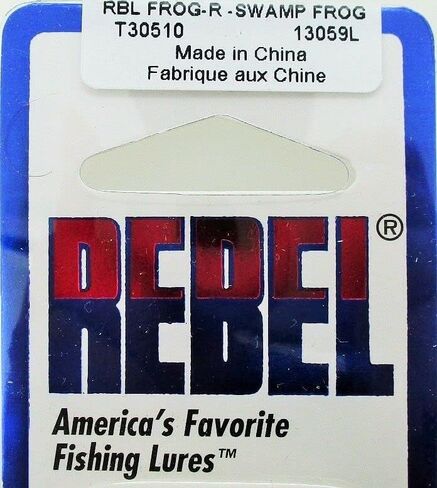 RBL FROG-R -SWAMP FROG
T30510 13059L
Made in China
Fabrique aux Chine
REBEL®
America's Favorite
Fishing Lures™